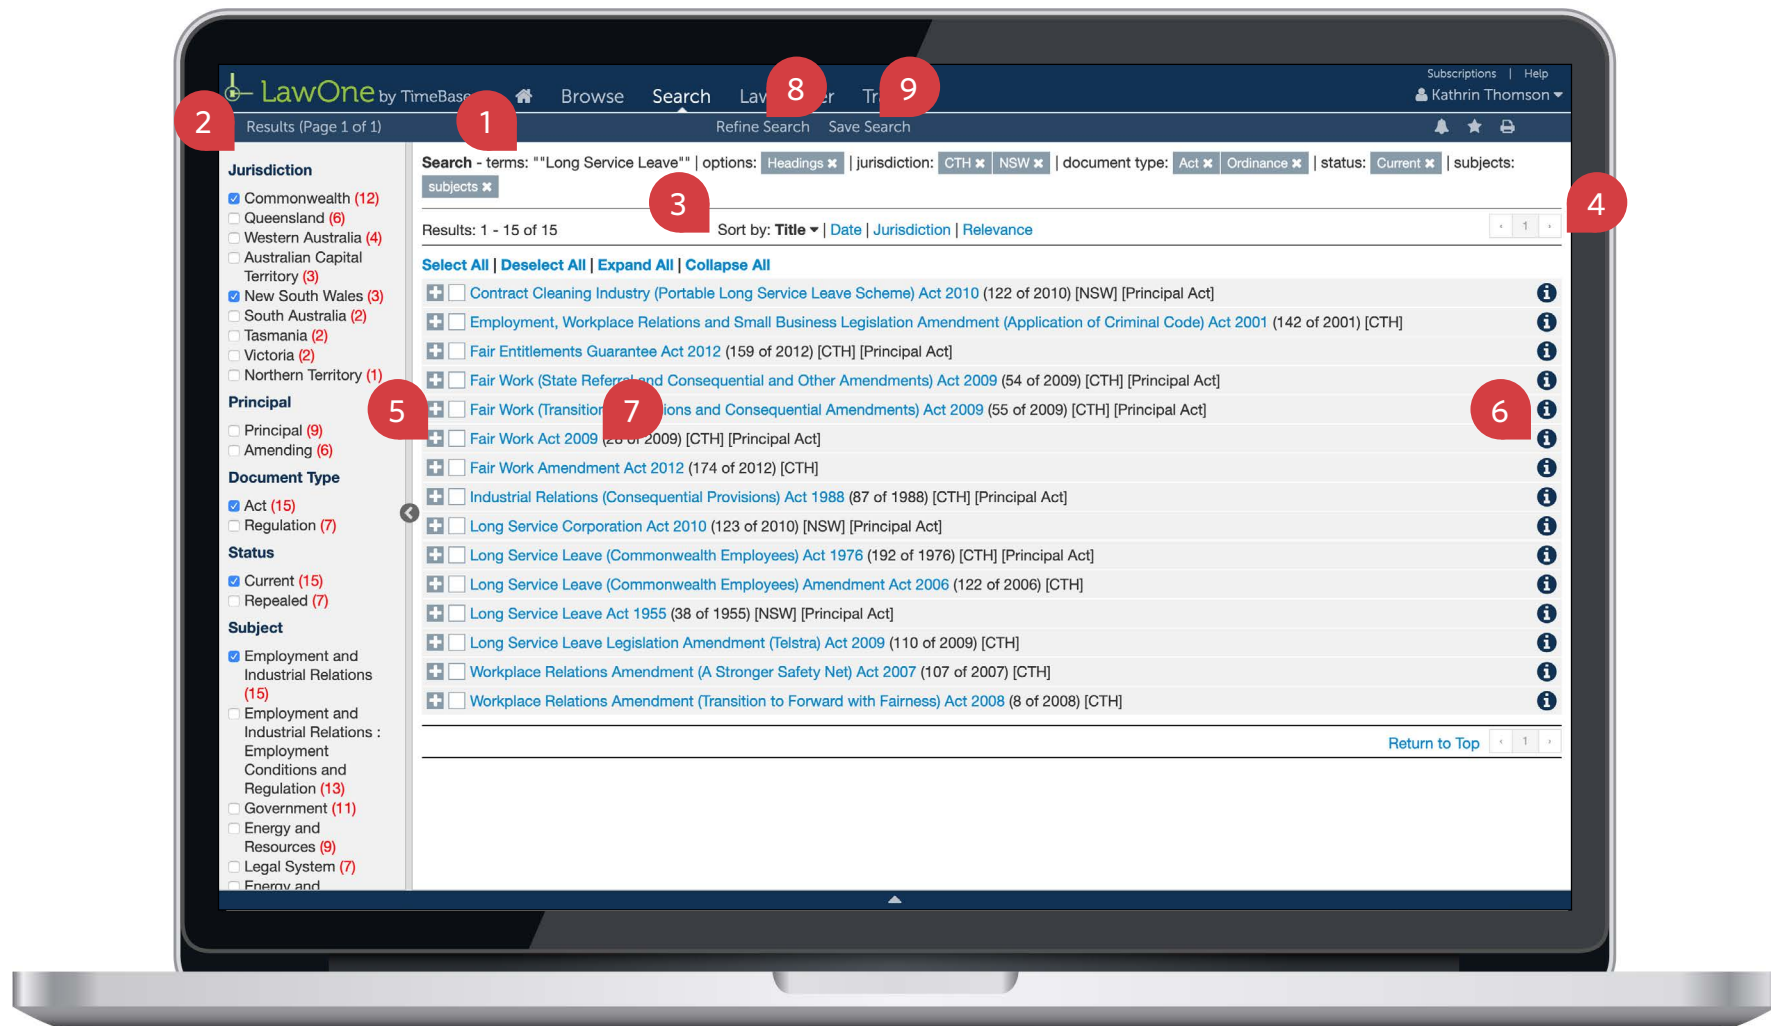 Subscriptions | Help
LawOne by TimeBase
Browse Search
Kathrin Thomson
8
9
Results (Page 1 of 1)
Refine Search Save Search
2
1
Jurisdiction
Commonwealth (12)
Queensland (6)
Western Australia (4)
Australian Capital
Territory (3)
New South Wales (3)
South Australia (2)
Tasmania (2)
Victoria (2)
Northern Territory (1)
Principal
Principal (9)
Amending (6)
Document Type
Act (15)
Regulation (7)
Status
Current (15)
Repealed (7)
Subject
Employment and
Industrial Relations
(15)
Employment and
Industrial Relations :
Employment
Conditions and
Regulation (13)
Government (11)
Energy and
Resources (9)
Legal System (7)
Energy and
Search - terms: ""Long Service Leave"" | options: Headings ✖ | jurisdiction: CTH ✖ NSW ✖ | document type: Act ✖ Ordinance ✖ | status: Current ✖ | subjects:
subjects ✖
3
4
Results: 1 - 15 of 15 Sort by: Title | Date | Jurisdiction | Relevance 1
Select All | Deselect All | Expand All | Collapse All
Contract Cleaning Industry (Portable Long Service Leave Scheme) Act 2010 (122 of 2010) [NSW] [Principal Act]
Employment, Workplace Relations and Small Business Legislation Amendment (Application of Criminal Code) Act 2001 (142 of 2001) [CTH]
Fair Entitlements Guarantee Act 2012 (159 of 2012) [CTH] [Principal Act]
Fair Work (State Referral and Consequential and Other Amendments) Act 2009 (54 of 2009) [CTH] [Principal Act]
5
7
6
Fair Work (Transition and Consequential Amendments) Act 2009 (55 of 2009) [CTH] [Principal Act]
Fair Work Act 2009 (28 of 2009) [CTH] [Principal Act]
Fair Work Amendment Act 2012 (174 of 2012) [CTH]
Industrial Relations (Consequential Provisions) Act 1988 (87 of 1988) [CTH] [Principal Act]
Long Service Corporation Act 2010 (123 of 2010) [NSW] [Principal Act]
Long Service Leave (Commonwealth Employees) Act 1976 (192 of 1976) [CTH] [Principal Act]
Long Service Leave (Commonwealth Employees) Amendment Act 2006 (122 of 2006) [CTH]
Long Service Leave Act 1955 (38 of 1955) [NSW] [Principal Act]
Long Service Leave Legislation Amendment (Telstra) Act 2009 (110 of 2009) [CTH]
Workplace Relations Amendment (A Stronger Safety Net) Act 2007 (107 of 2007) [CTH]
Workplace Relations Amendment (Transition to Forward with Fairness) Act 2008 (8 of 2008) [CTH]
Return to Top 1